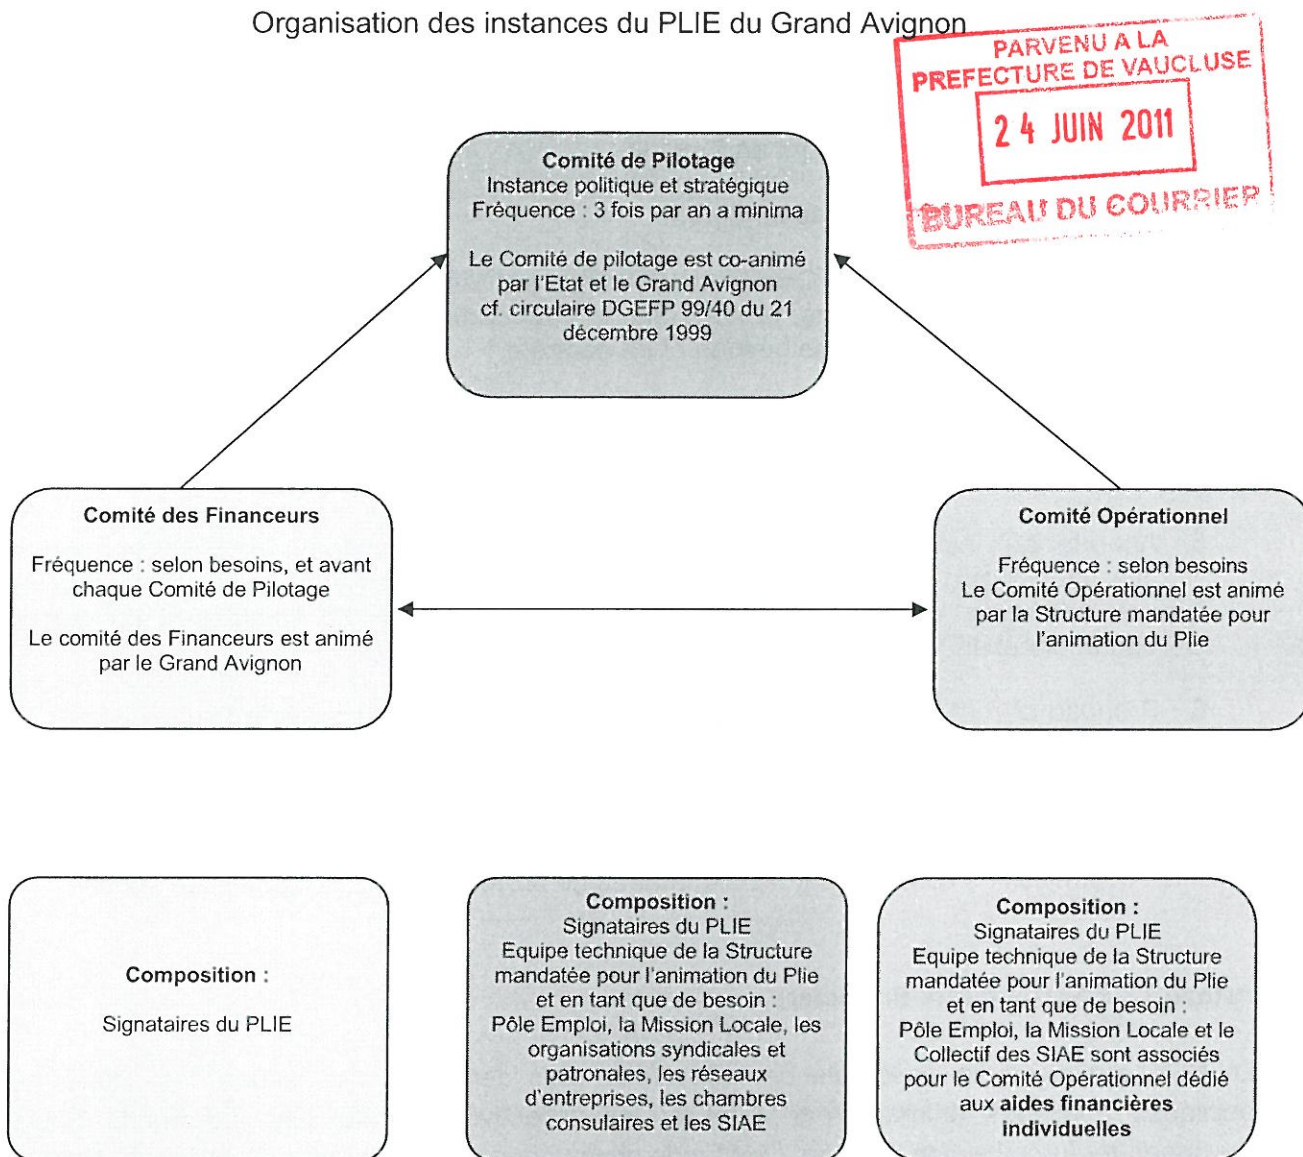 Organisation des instances du PLIE du Grand Avignon
PARVENU A LA
PREFECTURE DE VAUCLUSE
24 JUIN 2011
BUREAU DU COURRIER
Comité de Pilotage
Instance politique et stratégique
Fréquence : 3 fois par an a minima
Le Comité de pilotage est co-animé
par l'Etat et le Grand Avignon
cf. circulaire DGEFP 99/40 du 21
décembre 1999
Comité des Financeurs
Fréquence : selon besoins, et avant
chaque Comité de Pilotage
Le comité des Financeurs est animé
par le Grand Avignon
Comité Opérationnel
Fréquence : selon besoins
Le Comité Opérationnel est animé
par la Structure mandatée pour
l'animation du Plie
Composition :
Signataires du PLIE
Composition :
Signataires du PLIE
Equipe technique de la Structure
mandatée pour l'animation du Plie
et en tant que de besoin :
Pôle Emploi, la Mission Locale, les
organisations syndicales et
patronales, les réseaux
d'entreprises, les chambres
consulaires et les SIAE
Composition :
Signataires du PLIE
Equipe technique de la Structure
mandatée pour l'animation du Plie
et en tant que de besoin :
Pôle Emploi, la Mission Locale et le
Collectif des SIAE sont associés
pour le Comité Opérationnel dédié
aux aides financières
individuelles